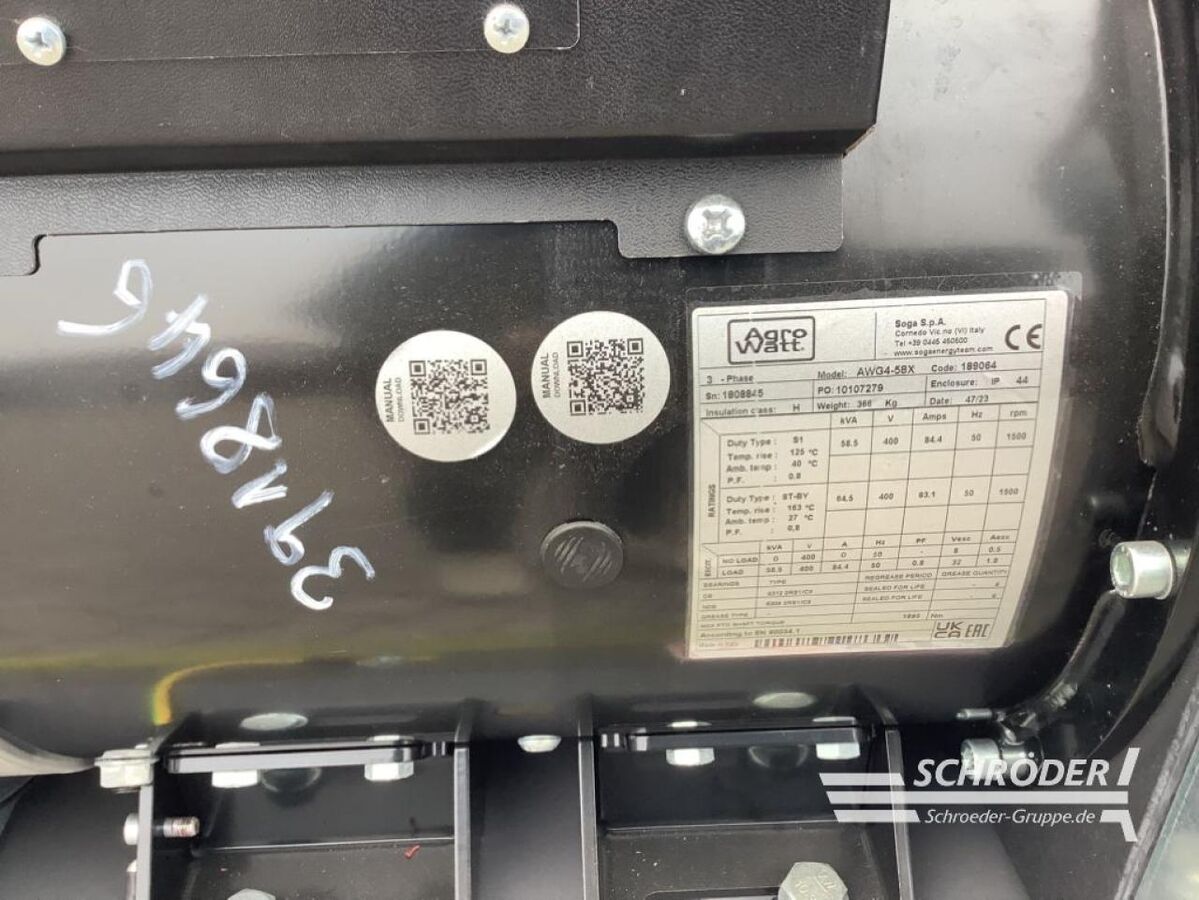 3918646
MANUAL
DOWNLOAD
MANUAL
DOWNLOAD
Agro Watt
Soga S.p.A.
Cornedo Vic.no (VI) Italy
Tel +39 0445 450500
www.sogaenergyteam.com
CE
3 - Phase Model: AWG4-58X Code: 189064
Sn: 1808845 PO: 10107279 Enclosure: IP 44
Insulation class: H Weight: 366 Kg Date: 47/23
kVA V Amps Hz rpm
RATINGS
Duty Type : S1 58.5 400 84.4 50 1500
Temp. rise : 125 °C
Amb. temp : 40 °C
P.F. : 0.8
Duty Type : ST-BY 64.5 400 93.1 50 1500
Temp. rise : 163 °C
Amb. temp : 27 °C
P.F. : 0,8
EXCIT.
kVA V A Hz PF Vexc Aexc
NO LOAD 0 400 0 50 - 8 0.5
LOAD 58.5 400 84.4 50 0.8 32 1.8
BEARINGS TYPE REGREASE PERIOD GREASE QUANTITY
SEALED FOR LIFE
SEALED FOR LIFE
GREASE TYPE -
MAX PTO SHAFT TORQUE Nm
According to EN 60034.1
UK CA EAC
SCHRÖDER
Schroeder-Gruppe.de